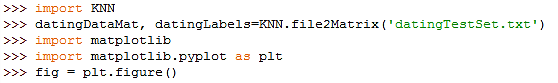 >>> import KNN
>>> datingDataMat, datingLabels=KNN.file2Matrix('datingTestSet.txt')
>>> import matplotlib
>>> import matplotlib.pyplot as plt
>>> fig = plt.figure()